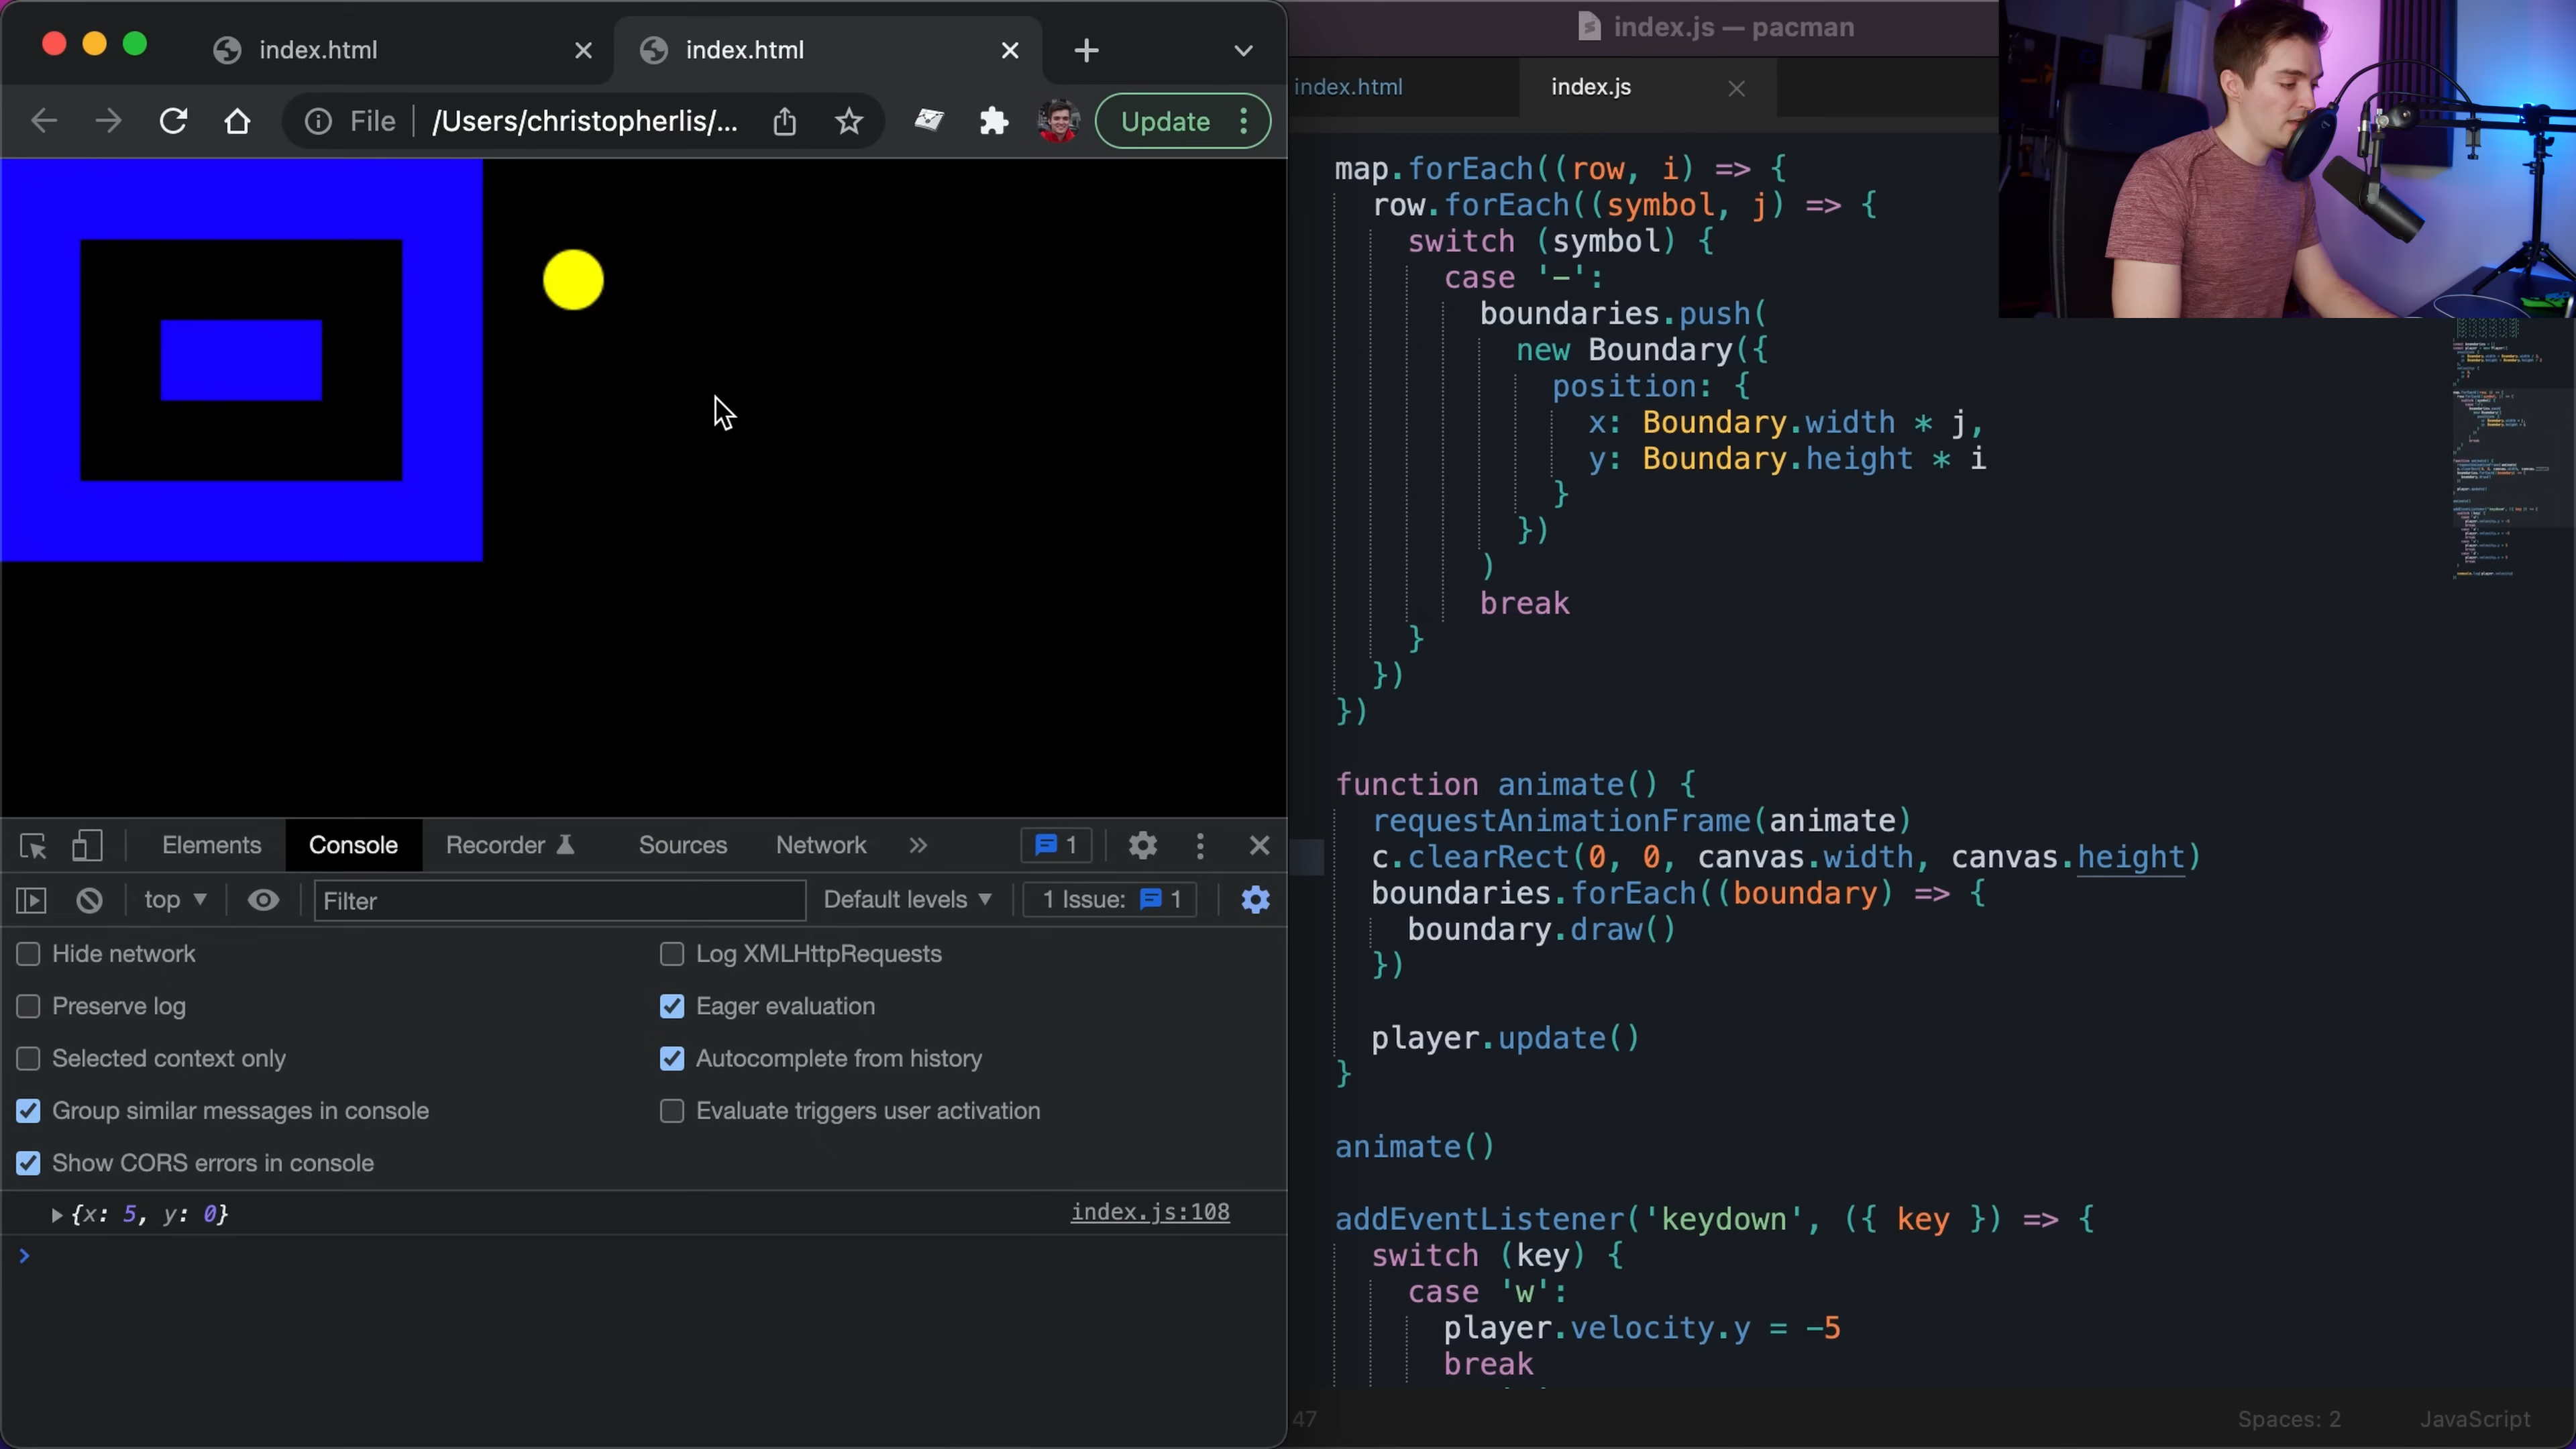 index.html
index.html
File
/Users/christopherlis/...
Update
Elements
Console
Recorder
Sources
Network
1
top
Filter
Default levels
1 Issue:
1
Hide network
Log XMLHttpRequests
Preserve log
Eager evaluation
Selected context only
Autocomplete from history
Group similar messages in console
Evaluate triggers user activation
Show CORS errors in console
{x: 5, y: 0}
index.js:108
>
index.js — pacman
index.html
index.js
map.forEach((row, i) => {
row.forEach((symbol, j) => {
switch (symbol) {
case '-':
boundaries.push(
new Boundary({
position: {
x: Boundary.width * j,
y: Boundary.height * i
}
})
)
break
}
})
})
function animate() {
requestAnimationFrame(animate)
c.clearRect(0, 0, canvas.width, canvas.height)
boundaries.forEach((boundary) => {
boundary.draw()
})
player.update()
}
animate()
addEventListener('keydown', ({ key }) => {
switch (key) {
case 'w':
player.velocity.y = -5
break
47
Spaces: 2
JavaScript